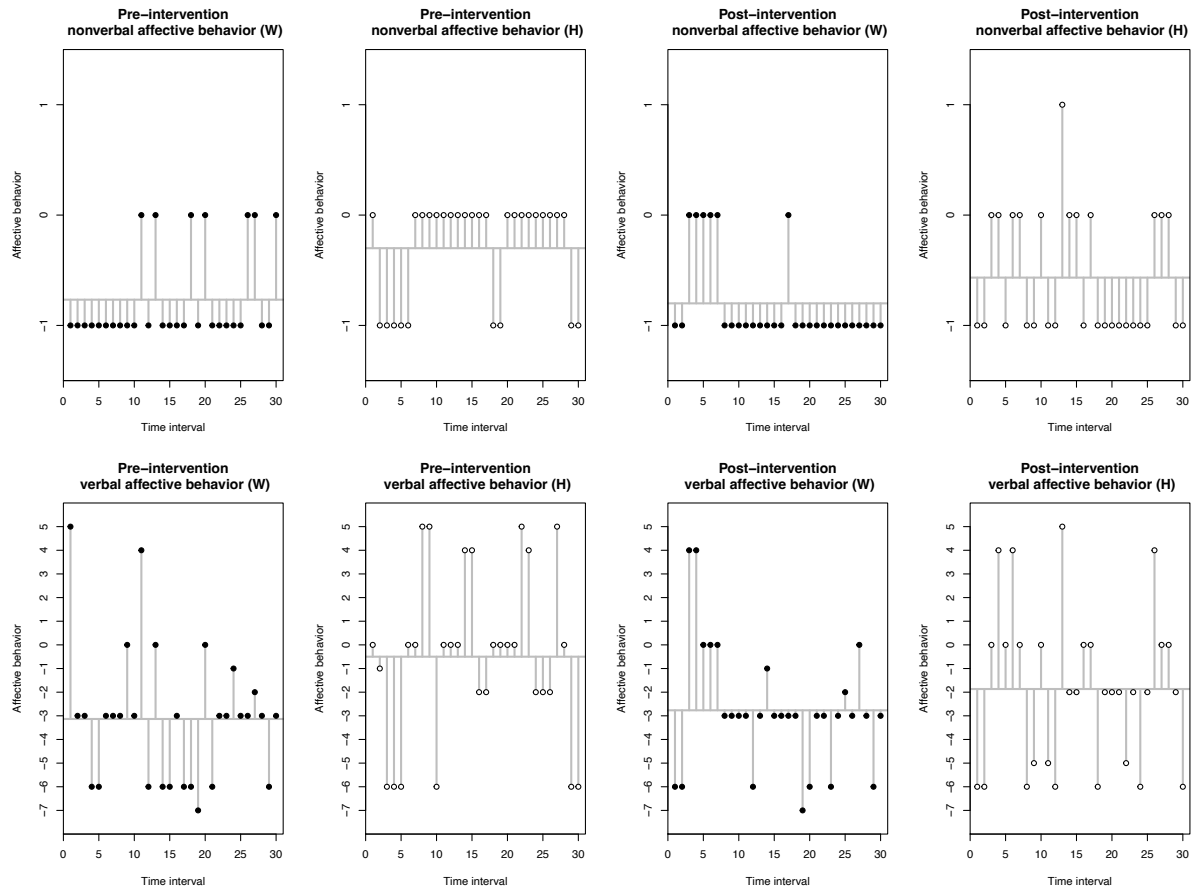 Pre−intervention
nonverbal affective behavior (W)
Affective behavior
1
0
−1
0 5 10 15 20 25 30
Time interval
Pre−intervention
nonverbal affective behavior (H)
Affective behavior
1
0
−1
0 5 10 15 20 25 30
Time interval
Post−intervention
nonverbal affective behavior (W)
Affective behavior
1
0
−1
0 5 10 15 20 25 30
Time interval
Post−intervention
nonverbal affective behavior (H)
Affective behavior
1
0
−1
0 5 10 15 20 25 30
Time interval
Pre−intervention
verbal affective behavior (W)
Affective behavior
5
4
3
2
1
0
−1
−2
−3
−4
−5
−6
−7
0 5 10 15 20 25 30
Time interval
Pre−intervention
verbal affective behavior (H)
Affective behavior
5
4
3
2
1
0
−1
−2
−3
−4
−5
−6
−7
0 5 10 15 20 25 30
Time interval
Post−intervention
verbal affective behavior (W)
Affective behavior
5
4
3
2
1
0
−1
−2
−3
−4
−5
−6
−7
0 5 10 15 20 25 30
Time interval
Post−intervention
verbal affective behavior (H)
Affective behavior
5
4
3
2
1
0
−1
−2
−3
−4
−5
−6
−7
0 5 10 15 20 25 30
Time interval